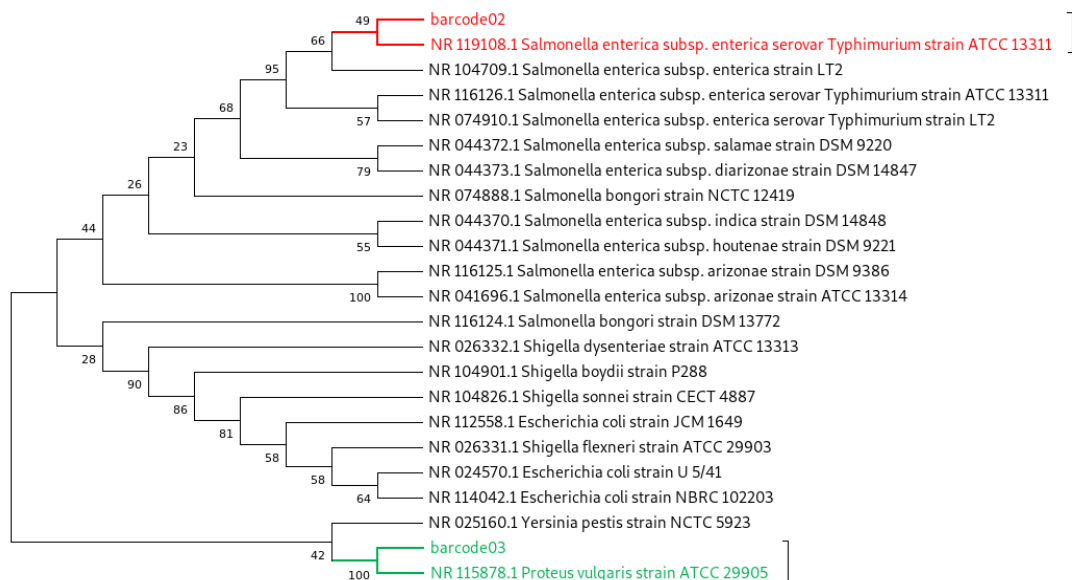 49
barcode02
NR 119108.1 Salmonella enterica subsp. enterica serovar Typhimurium strain ATCC 13311
66
NR 104709.1 Salmonella enterica subsp. enterica strain LT2
95
NR 116126.1 Salmonella enterica subsp. enterica serovar Typhimurium strain ATCC 13311
57
NR 074910.1 Salmonella enterica subsp. enterica serovar Typhimurium strain LT2
68
NR 044372.1 Salmonella enterica subsp. salamae strain DSM 9220
79
NR 044373.1 Salmonella enterica subsp. diarizonae strain DSM 14847
23
NR 074888.1 Salmonella bongori strain NCTC 12419
26
NR 044370.1 Salmonella enterica subsp. indica strain DSM 14848
55
NR 044371.1 Salmonella enterica subsp. houtenae strain DSM 9221
44
NR 116125.1 Salmonella enterica subsp. arizonae strain DSM 9386
100
NR 041696.1 Salmonella enterica subsp. arizonae strain ATCC 13314
NR 116124.1 Salmonella bongori strain DSM 13772
28
NR 026332.1 Shigella dysenteriae strain ATCC 13313
90
NR 104901.1 Shigella boydii strain P288
86
NR 104826.1 Shigella sonnei strain CECT 4887
81
NR 112558.1 Escherichia coli strain JCM 1649
58
NR 026331.1 Shigella flexneri strain ATCC 29903
58
NR 024570.1 Escherichia coli strain U 5/41
64
NR 114042.1 Escherichia coli strain NBRC 102203
NR 025160.1 Yersinia pestis strain NCTC 5923
42
barcode03
100
NR 115878.1 Proteus vulgaris strain ATCC 29905